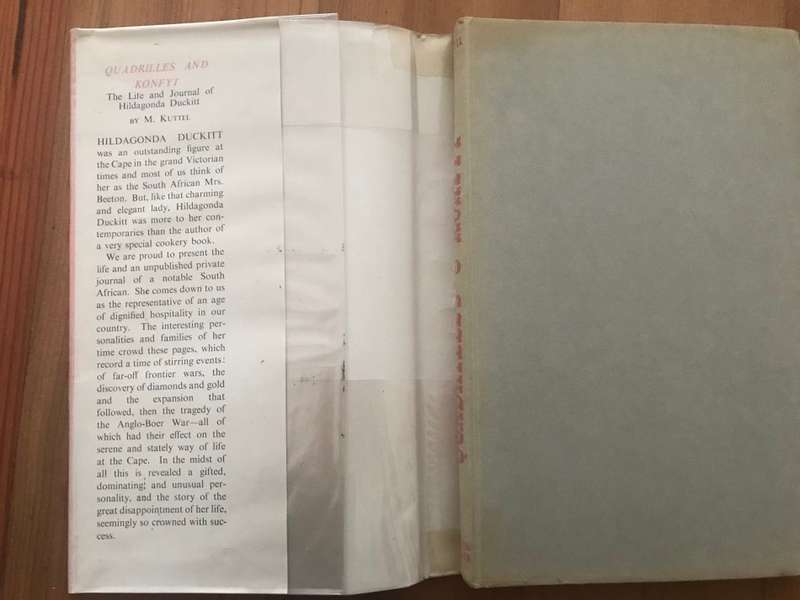 QUADRILLES AND
KONFYT
The Life and Journal of
Hildagonda Duckitt
BY M. KUTTEL
HILDAGONDA DUCKITT
was an outstanding figure at
the Cape in the grand Victorian
times and most of us think of
her as the South African Mrs.
Beeton. But, like that charming
and elegant lady, Hildagonda
Duckitt was more to her con-
temporaries than the author of
a very special cookery book.
We are proud to present the
life and an unpublished private
journal of a notable South
African. She comes down to us
as the representative of an age
of dignified hospitality in our
country. The interesting per-
sonalities and families of her
time crowd these pages, which
record a time of stirring events:
of far-off frontier wars, the
discovery of diamonds and gold
and the expansion that
followed, then the tragedy of
the Anglo-Boer War—all of
which had their effect on the
serene and stately way of life
at the Cape. In the midst of
all this is revealed a gifted,
dominating and unusual per-
sonality, and the story of the
great disappointment of her life,
seemingly so crowned with suc-
cess.